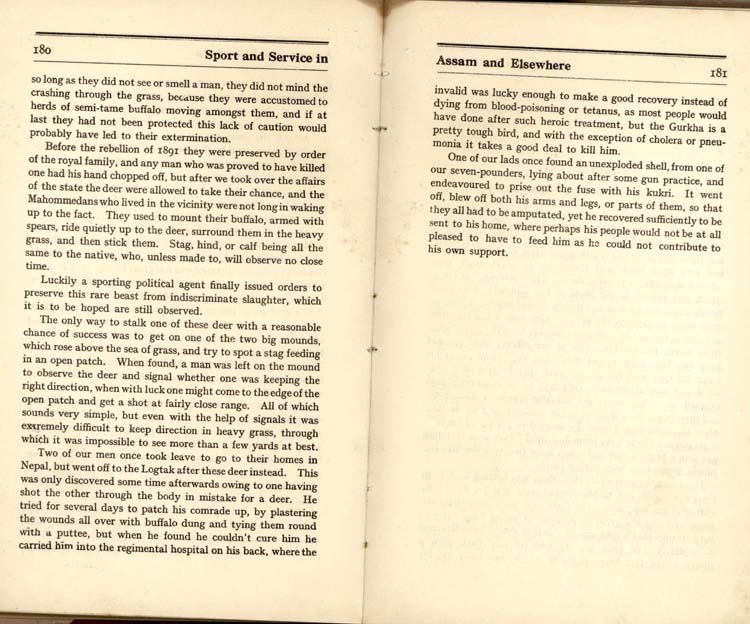 180
Sport and Service in
so long as they did not see or smell a man, they did not mind the
crashing through the grass, because they were accustomed to
herds of semi-tame buffalo moving amongst them, and if at
last they had not been protected this lack of caution would
probably have led to their extermination.
Before the rebellion of 1891 they were preserved by order
of the royal family, and any man who was proved to have killed
one had his hand chopped off, but after we took over the affairs
of the state the deer were allowed to take their chance, and the
Mahommedans who lived in the vicinity were not long in waking
up to the fact. They used to mount their buffalo, armed with
spears, ride quietly up to the deer, surround them in the heavy
grass, and then stick them. Stag, hind, or calf being all the
same to the native, who, unless made to, will observe no close
time.
Luckily a sporting political agent finally issued orders to
preserve this rare beast from indiscriminate slaughter, which
it is to be hoped are still observed.
The only way to stalk one of these deer with a reasonable
chance of success was to get on one of the two big mounds,
which rose above the sea of grass, and try to spot a stag feeding
in an open patch. When found, a man was left on the mound
to observe the deer and signal whether one was keeping the
right direction, when with luck one might come to the edge of the
open patch and get a shot at fairly close range. All of which
sounds very simple, but even with the help of signals it was
extremely difficult to keep direction in heavy grass, through
which it was impossible to see more than a few yards at best.
Two of our men once took leave to go to their homes in
Nepal, but went off to the Logtak after these deer instead. This
was only discovered some time afterwards owing to one having
shot the other through the body in mistake for a deer. He
tried for several days to patch his comrade up, by plastering
the wounds all over with buffalo dung and tying them round
with a puttee, but when he found he couldn't cure him he
carried him into the regimental hospital on his back, where the
Assam and Elsewhere
181
invalid was lucky enough to make a good recovery instead of
dying from blood-poisoning or tetanus, as most people would
have done after such heroic treatment, but the Gurkha is a
pretty tough bird, and with the exception of cholera or pneu-
monia it takes a good deal to kill him.
One of our lads once found an unexploded shell, from one of
our seven-pounders, lying about after some gun practice, and
endeavoured to prise out the fuse with his kukri. It went
off, blew off both his arms and legs, or parts of them, so that
they all had to be amputated, yet he recovered sufficiently to be
sent to his home, where perhaps his people would not be at all
pleased to have to feed him as he could not contribute to
his own support.